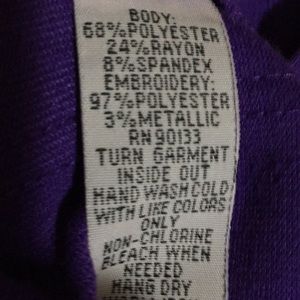 BODY:
68%POLYESTER
24%RAYON
8%SPANDEX
EMBROIDERY:
97%POLYESTER
3%METALLIC
RN90133
TURN GARMENT
INSIDE OUT
HAND WASH COLD
WITH LIKE COLORS
ONLY
NON-CHLORINE
BLEACH WHEN
NEEDED
HANG DRY